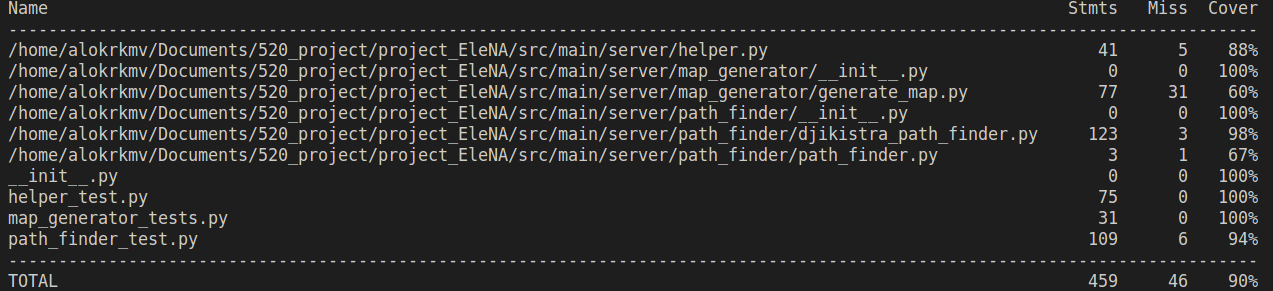 Name Stmts Miss Cover
--------------------------------------------------------------------------------------------------------------------------
/home/alokrkmv/Documents/520_project/project_EleNA/src/main/server/helper.py 41 5 88%
/home/alokrkmv/Documents/520_project/project_EleNA/src/main/server/map_generator/__init__.py 0 0 100%
/home/alokrkmv/Documents/520_project/project_EleNA/src/main/server/map_generator/generate_map.py 77 31 60%
/home/alokrkmv/Documents/520_project/project_EleNA/src/main/server/path_finder/__init__.py 0 0 100%
/home/alokrkmv/Documents/520_project/project_EleNA/src/main/server/path_finder/djikistra_path_finder.py 123 3 98%
/home/alokrkmv/Documents/520_project/project_EleNA/src/main/server/path_finder/path_finder.py 3 1 67%
__init__.py 0 0 100%
helper_test.py 75 0 100%
map_generator_tests.py 31 0 100%
path_finder_test.py 109 6 94%
--------------------------------------------------------------------------------------------------------------------------
TOTAL 459 46 90%